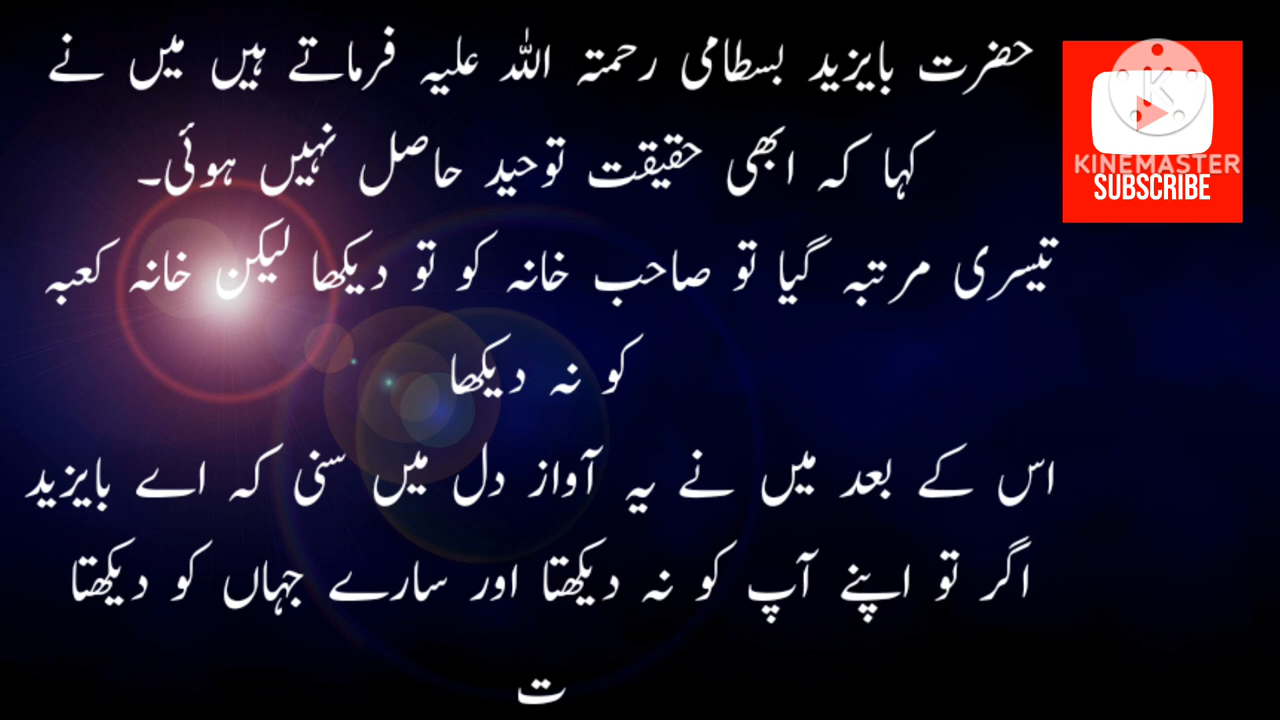 حضرت بایزید بسطامی رحمتہ اللہ علیہ فرماتے ہیں میں نے
کہا کہ ابھی حقیقت توحید حاصل نہیں ہوئی۔
تیسری مرتبہ گیا تو صاحب خانہ کو تو دیکھا لیکن خانہ کعبہ
کو نہ دیکھا
اس کے بعد میں نے یہ آواز دل میں سنی کہ اے بایزید
اگر تو اپنے آپ کو نہ دیکھتا اور سارے جہاں کو دیکھتا
ت
KINEMASTER
SUBSCRIBE